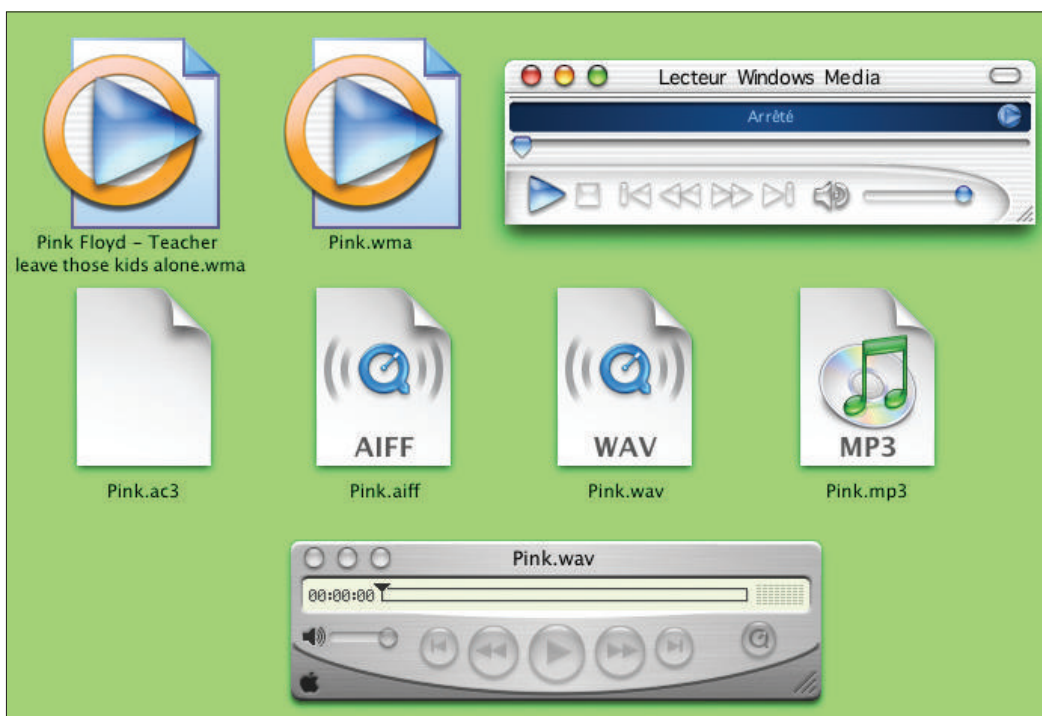 Lecteur Windows Media
Arrêté
Pink Floyd – Teacher
leave those kids alone.wma
Pink.wma
AIFF
WAV
MP3
Pink.ac3
Pink.aiff
Pink.wav
Pink.mp3
Pink.wav
00:00:00